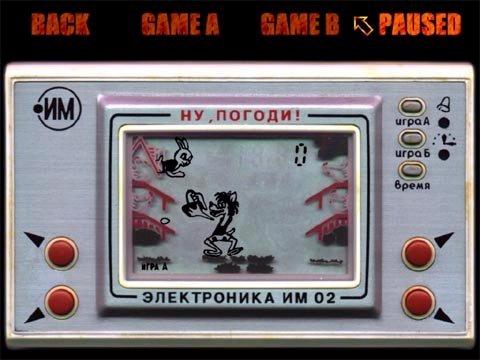 BACK GAME A GAME B PAUSED
ИМ
НУ, ПОГОДИ!
игра А
игра Б
время
0
ИГРА А
ЭЛЕКТРОНИКА ИМ 02